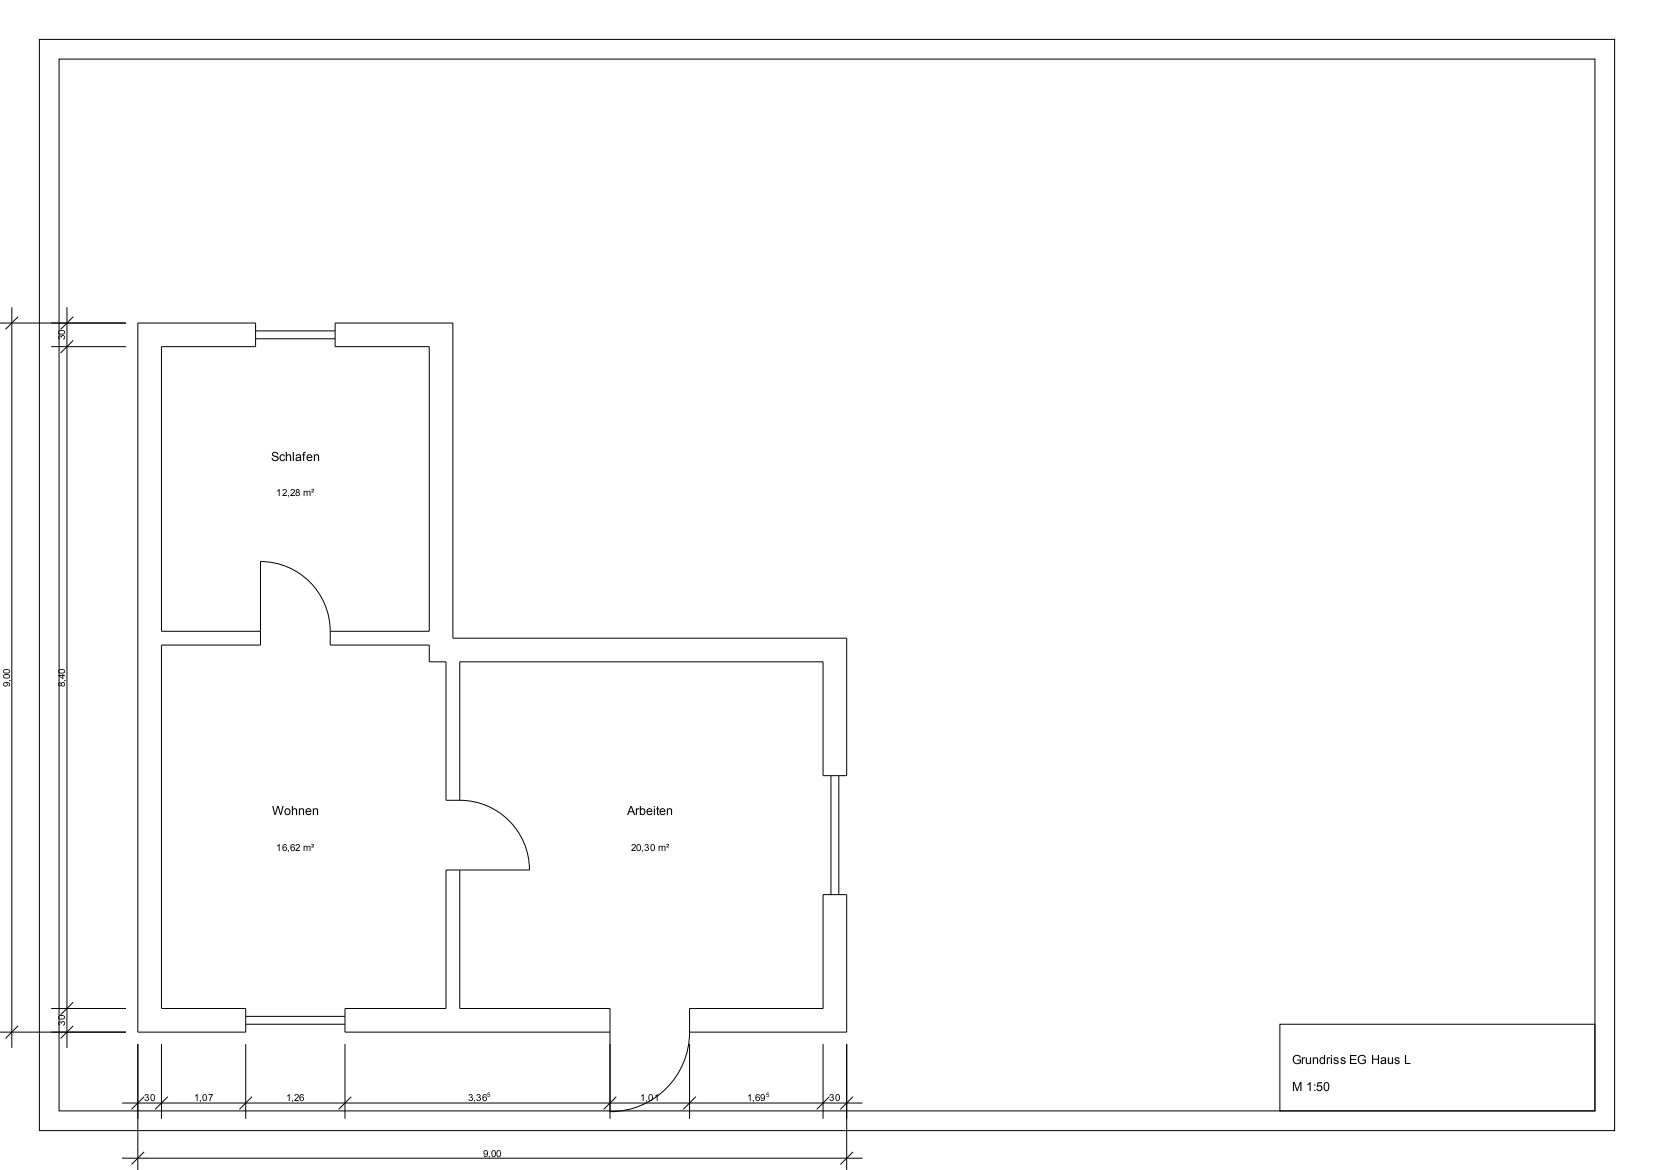 30
Schlafen
12,28 m²
9,00
8,40
Wohnen
Arbeiten
16,62 m²
20,30 m²
30
Grundriss EG Haus L
M 1:50
30 1,07 1,26 3,36⁵ 1,01 1,69⁵ 30
9,00